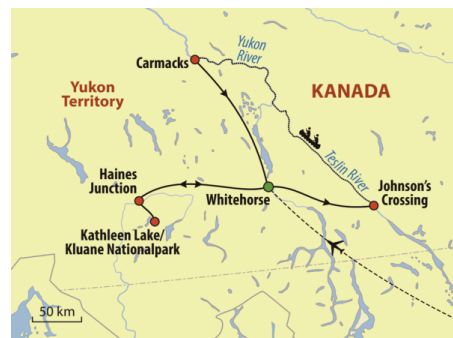 Yukon
River
Carmacks
KANADA
Yukon
Territory
Teslin River
Haines
Junction
Johnson's
Crossing
Whitehorse
Kathleen Lake/
Kluane Nationalpark
50 km